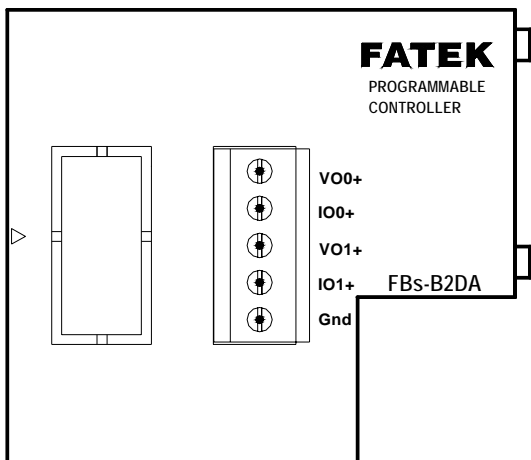 FATEK
PROGRAMMABLE
CONTROLLER
VO0+
IO0+
VO1+
IO1+
FBs-B2DA
Gnd